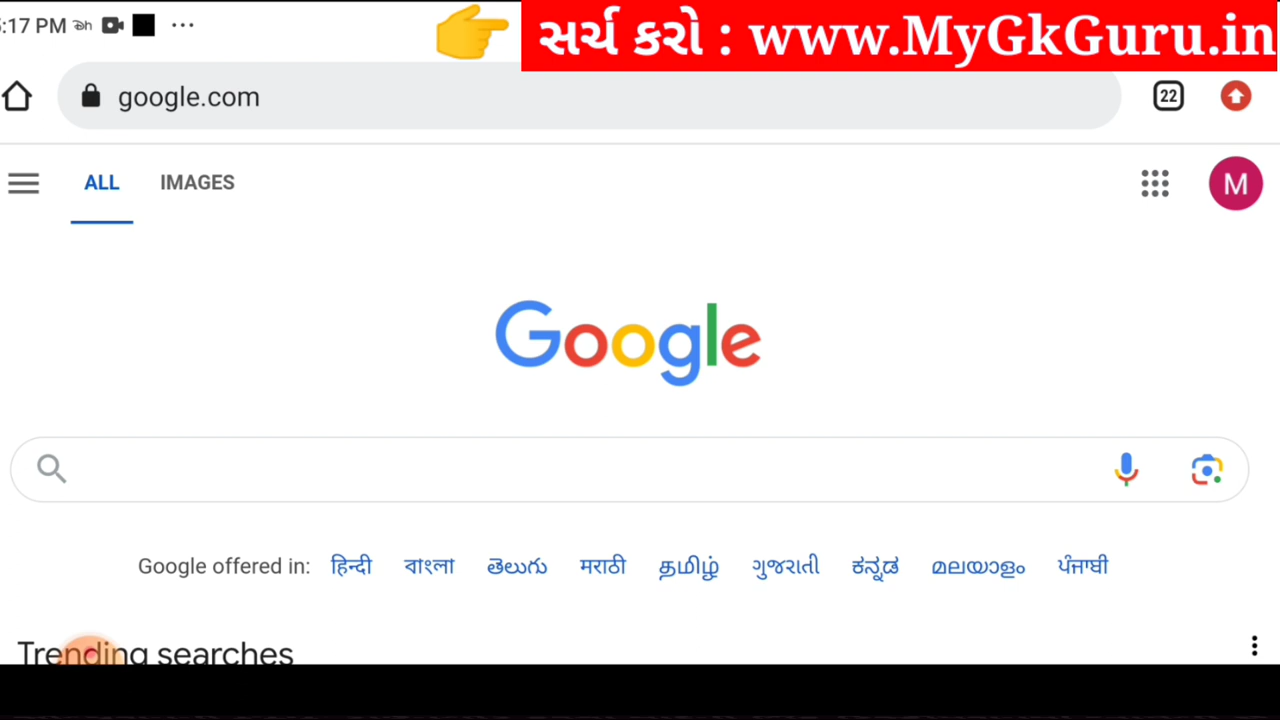 :17 PM
સર્ચ કરો : www.MyGkGuru.in
google.com
22
ALL IMAGES
M
Google
Google offered in: हिन्दी বাংলা తెలుగు मराठी தமிழ் ગુજરાતી ಕನ್ನಡ മലയാളം ਪੰਜਾਬੀ
Trending searches